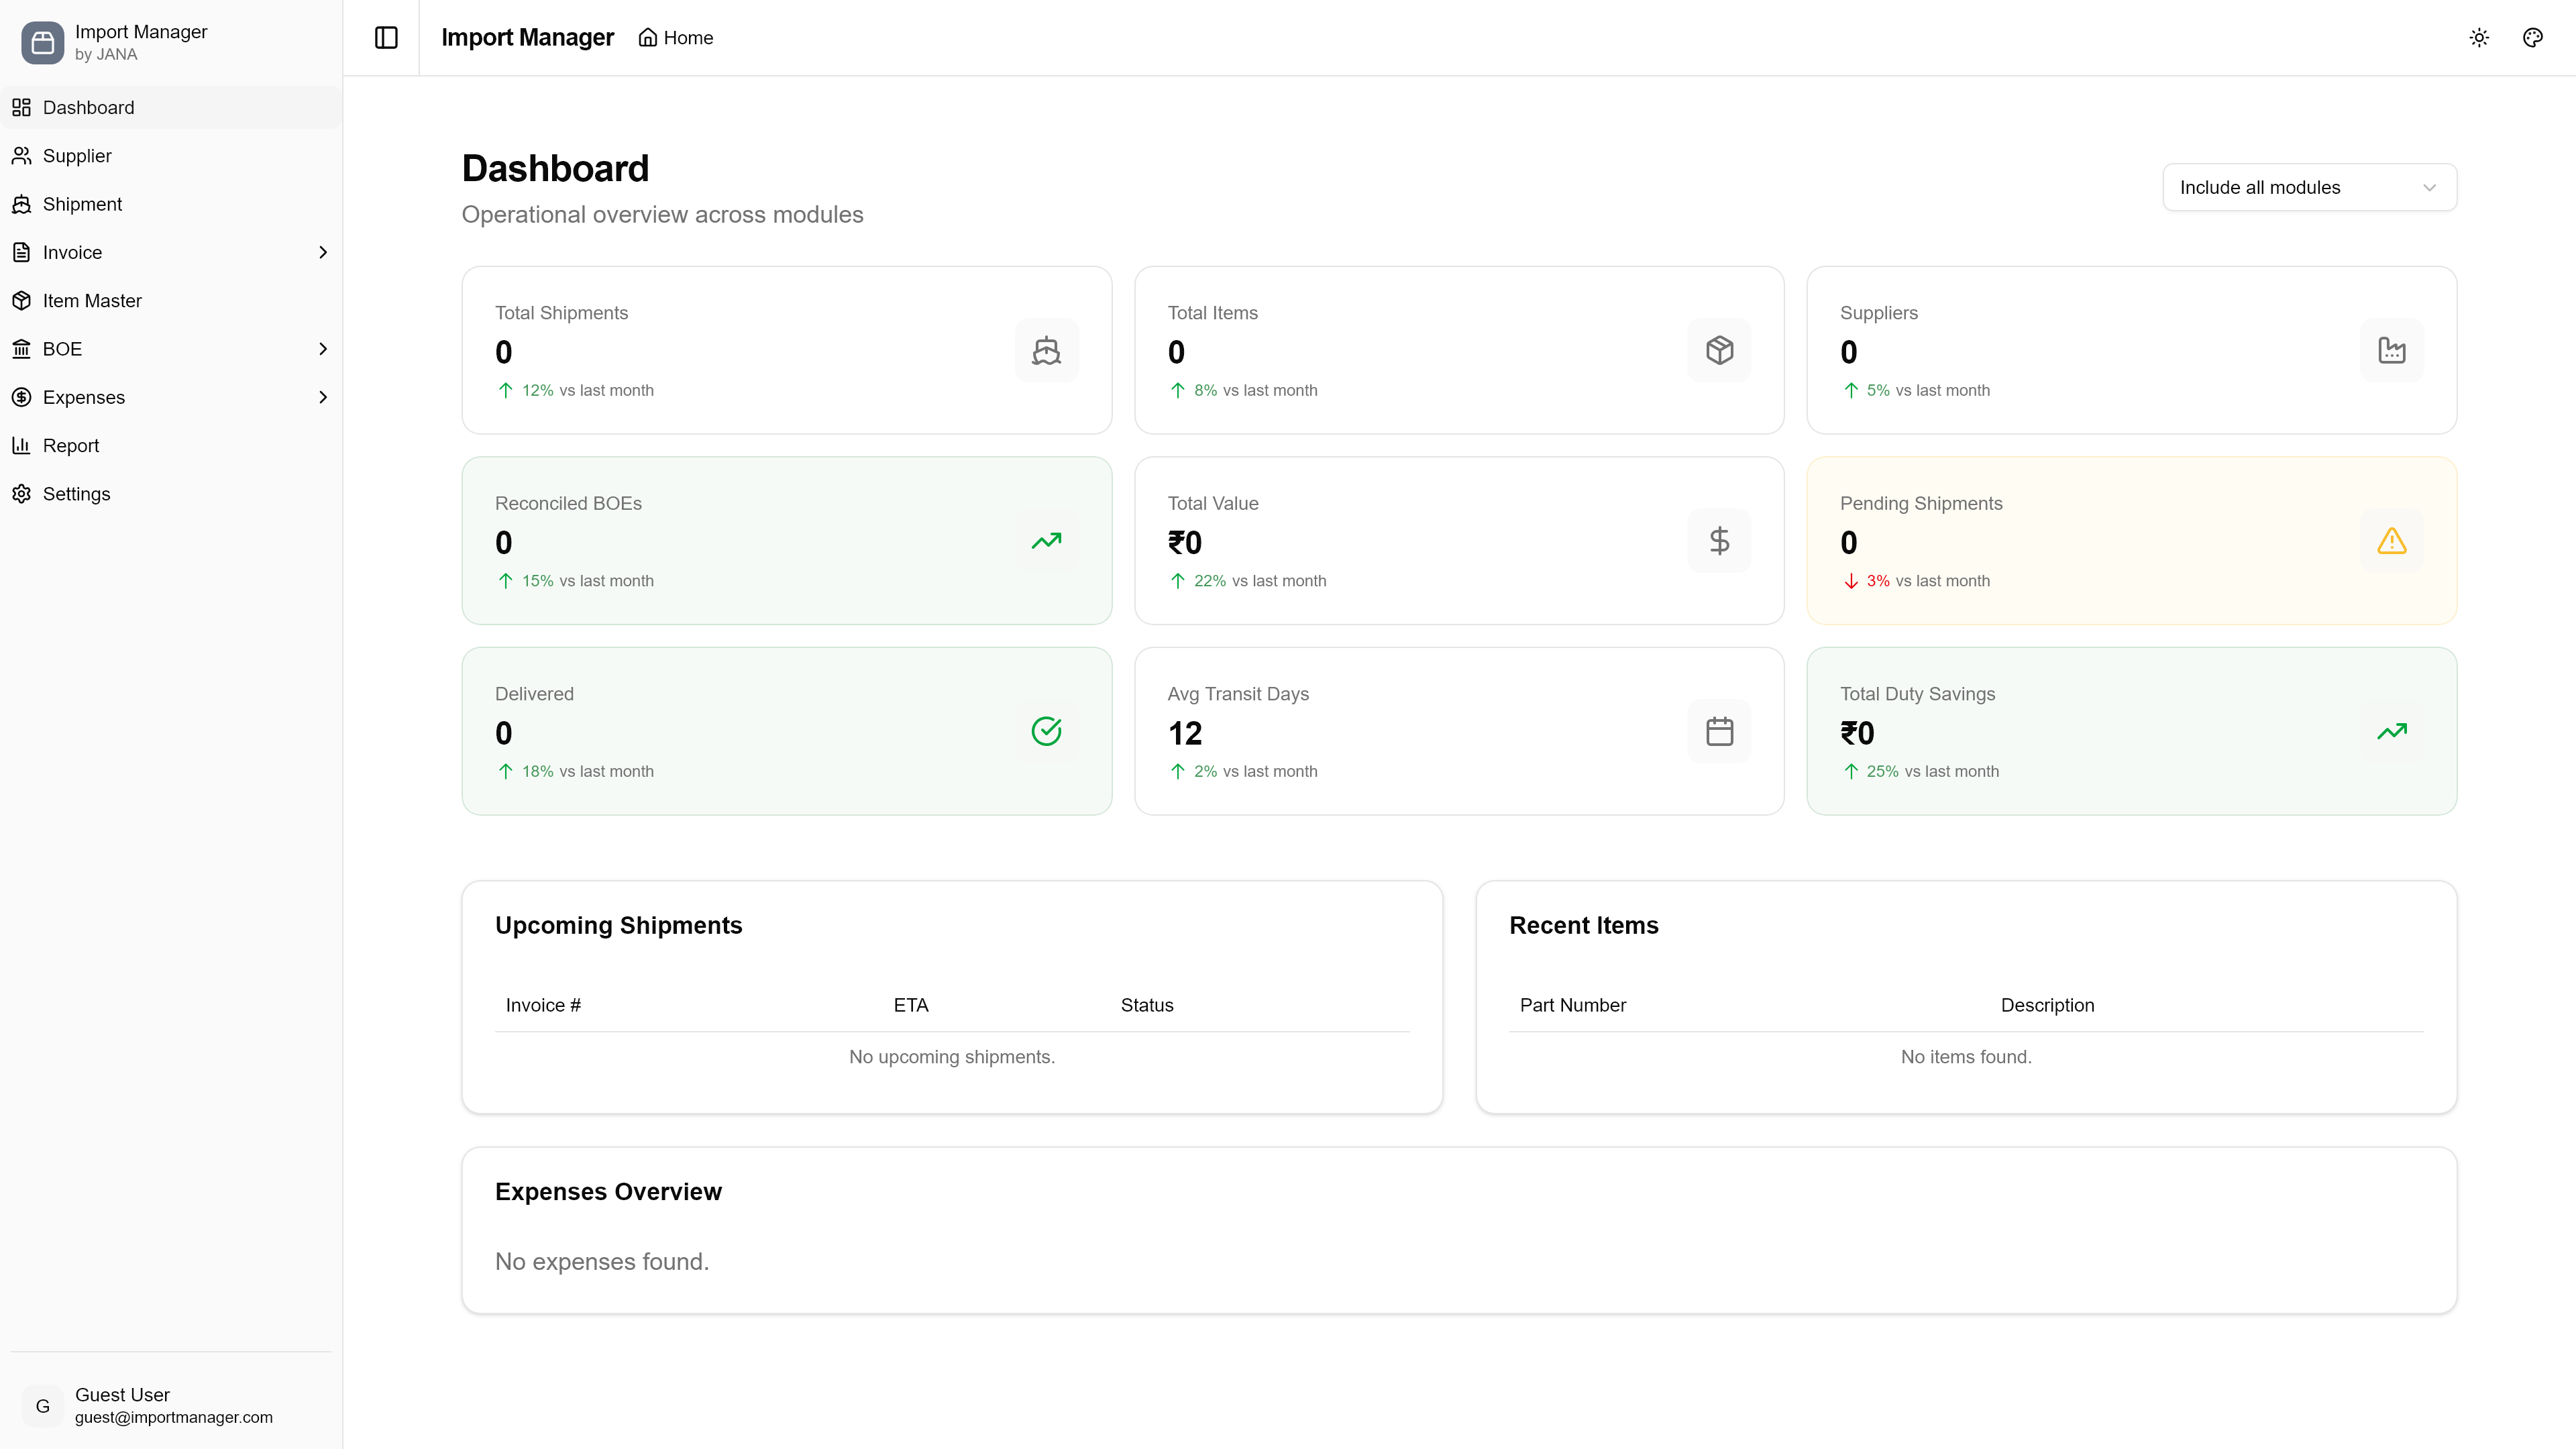 Import Manager
by JANA
Dashboard
Supplier
Shipment
Invoice
Item Master
BOE
Expenses
Report
Settings
G
Guest User
guest@importmanager.com
Import Manager
Home
Dashboard
Operational overview across modules
Include all modules
Total Shipments
0
12% vs last month
Total Items
0
8% vs last month
Suppliers
0
5% vs last month
Reconciled BOEs
0
15% vs last month
Total Value
₹0
22% vs last month
Pending Shipments
0
3% vs last month
Delivered
0
18% vs last month
Avg Transit Days
12
2% vs last month
Total Duty Savings
₹0
25% vs last month
Upcoming Shipments
Invoice # ETA Status
No upcoming shipments.
Recent Items
Part Number Description
No items found.
Expenses Overview
No expenses found.